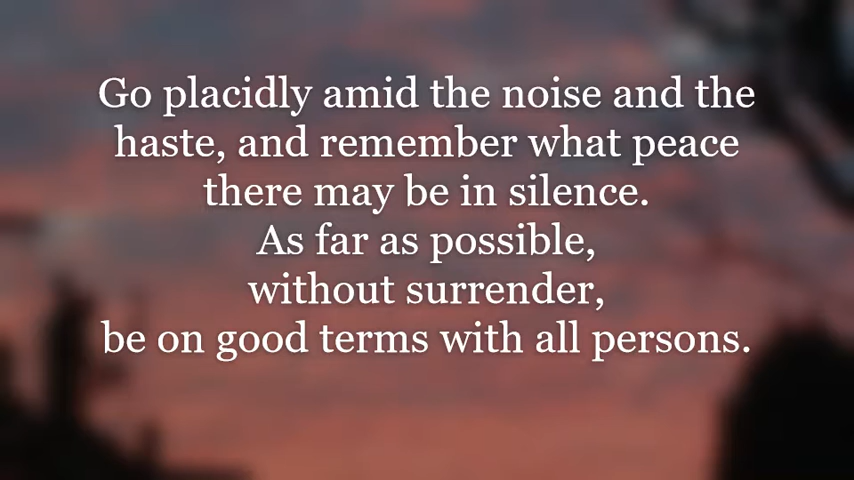 Go placidly amid the noise and the
haste, and remember what peace
there may be in silence.
As far as possible,
without surrender,
be on good terms with all persons.